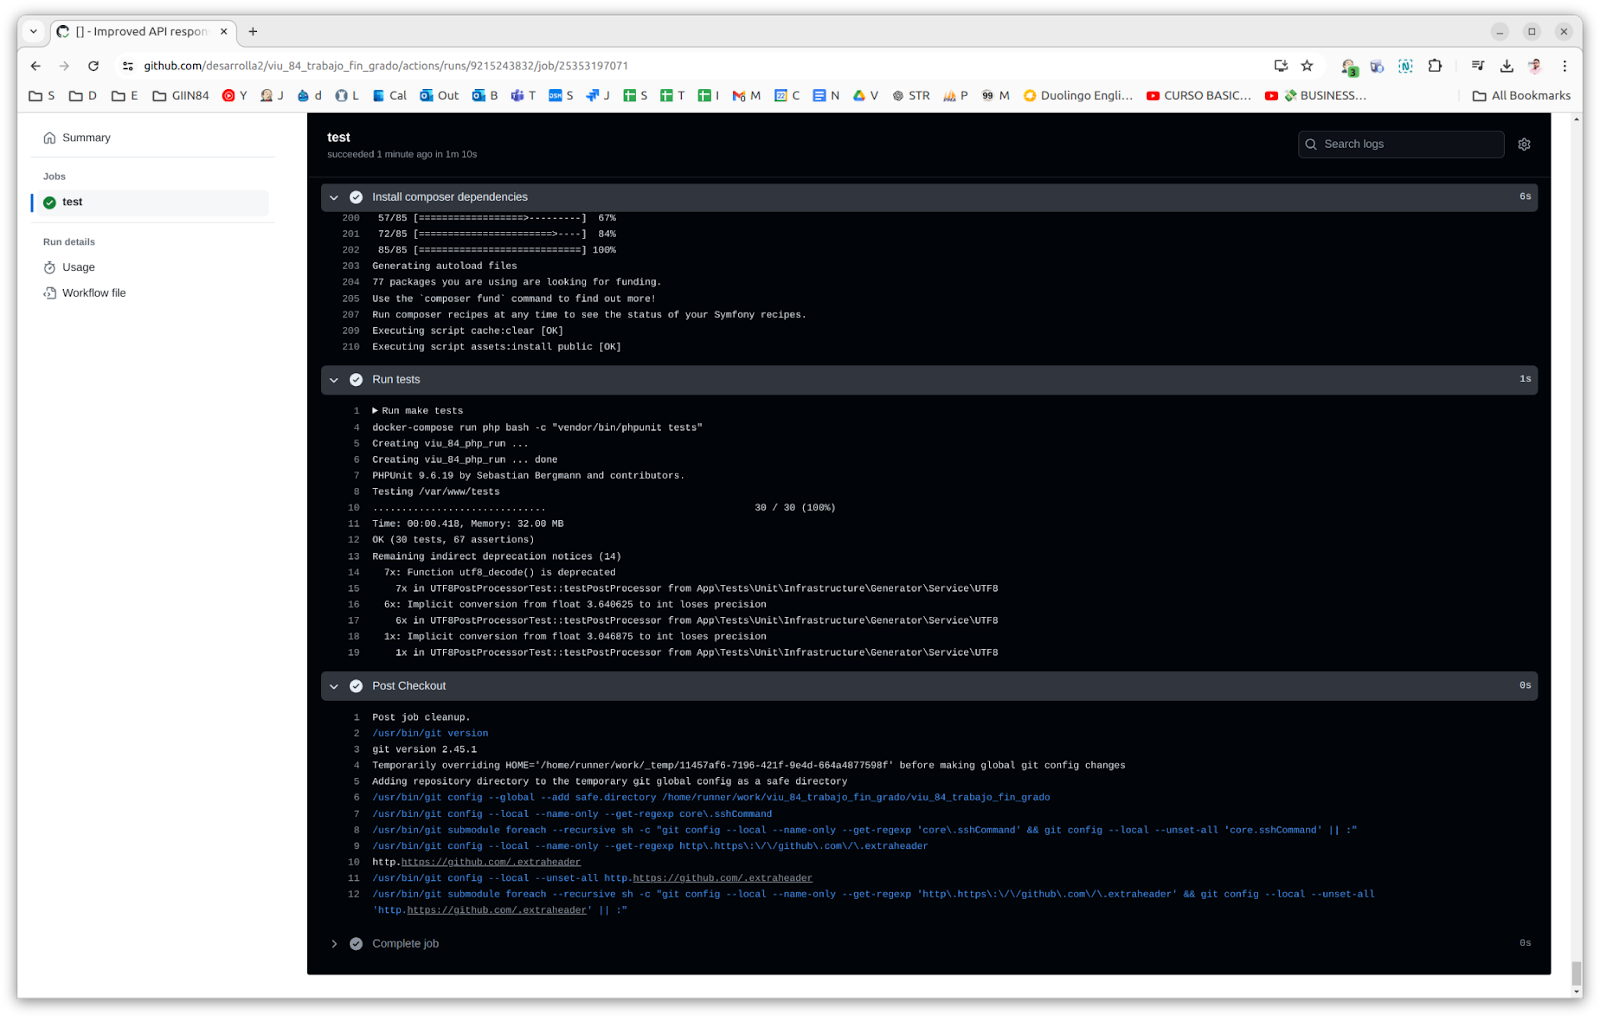 [] - Improved API respon
github.com/desarrolla2/viu_84_trabajo_fin_grado/actions/runs/9215243832/job/25353197071
3
S D E GIIN84 Y J d L Cal Out B T S J S T I M C N V STR P M Duolingo Engli... CURSO BASIC... BUSINESS... All Bookmarks
Summary
Jobs
test
Run details
Usage
Workflow file
test
succeeded 1 minute ago in 1m 10s
Search logs
Install composer dependencies 6s
200 57/85 [===================>---------] 67%
201 72/85 [========================>----] 84%
202 85/85 [============================] 100%
203 Generating autoload files
204 77 packages you are using are looking for funding.
205 Use the `composer fund` command to find out more!
207 Run composer recipes at any time to see the status of your Symfony recipes.
209 Executing script cache:clear [OK]
210 Executing script assets:install public [OK]
Run tests 1s
1 Run make tests
4 docker-compose run php bash -c "vendor/bin/phpunit tests"
5 Creating viu_84_php_run ...
6 Creating viu_84_php_run ... done
7 PHPUnit 9.6.19 by Sebastian Bergmann and contributors.
8 Testing /var/www/tests
10 .............................. 30 / 30 (100%)
11 Time: 00:00.418, Memory: 32.00 MB
12 OK (30 tests, 67 assertions)
13 Remaining indirect deprecation notices (14)
14 7x: Function utf8_decode() is deprecated
15 7x in UTF8PostProcessorTest::testPostProcessor from App\Tests\Unit\Infrastructure\Generator\Service\UTF8
16 6x: Implicit conversion from float 3.640625 to int loses precision
17 6x in UTF8PostProcessorTest::testPostProcessor from App\Tests\Unit\Infrastructure\Generator\Service\UTF8
18 1x: Implicit conversion from float 3.046875 to int loses precision
19 1x in UTF8PostProcessorTest::testPostProcessor from App\Tests\Unit\Infrastructure\Generator\Service\UTF8
Post Checkout 0s
1 Post job cleanup.
2 /usr/bin/git version
3 git version 2.45.1
4 Temporarily overriding HOME='/home/runner/work/_temp/11457af6-7196-421f-9e4d-664a4877598f' before making global git config changes
5 Adding repository directory to the temporary git global config as a safe directory
6 /usr/bin/git config --global --add safe.directory /home/runner/work/viu_84_trabajo_fin_grado/viu_84_trabajo_fin_grado
7 /usr/bin/git config --local --name-only --get-regexp core\.sshCommand
8 /usr/bin/git submodule foreach --recursive sh -c "git config --local --name-only --get-regexp 'core\.sshCommand' && git config --local --unset-all 'core.sshCommand' || :"
9 /usr/bin/git config --local --name-only --get-regexp http\.https\:\/\/github\.com\/\.extraheader
10 http.https://github.com/.extraheader
11 /usr/bin/git config --local --unset-all http.https://github.com/.extraheader
12 /usr/bin/git submodule foreach --recursive sh -c "git config --local --name-only --get-regexp 'http\.https\:\/\/github\.com\/\.extraheader' && git config --local --unset-all
'http.https://github.com/.extraheader' || :"
Complete job 0s